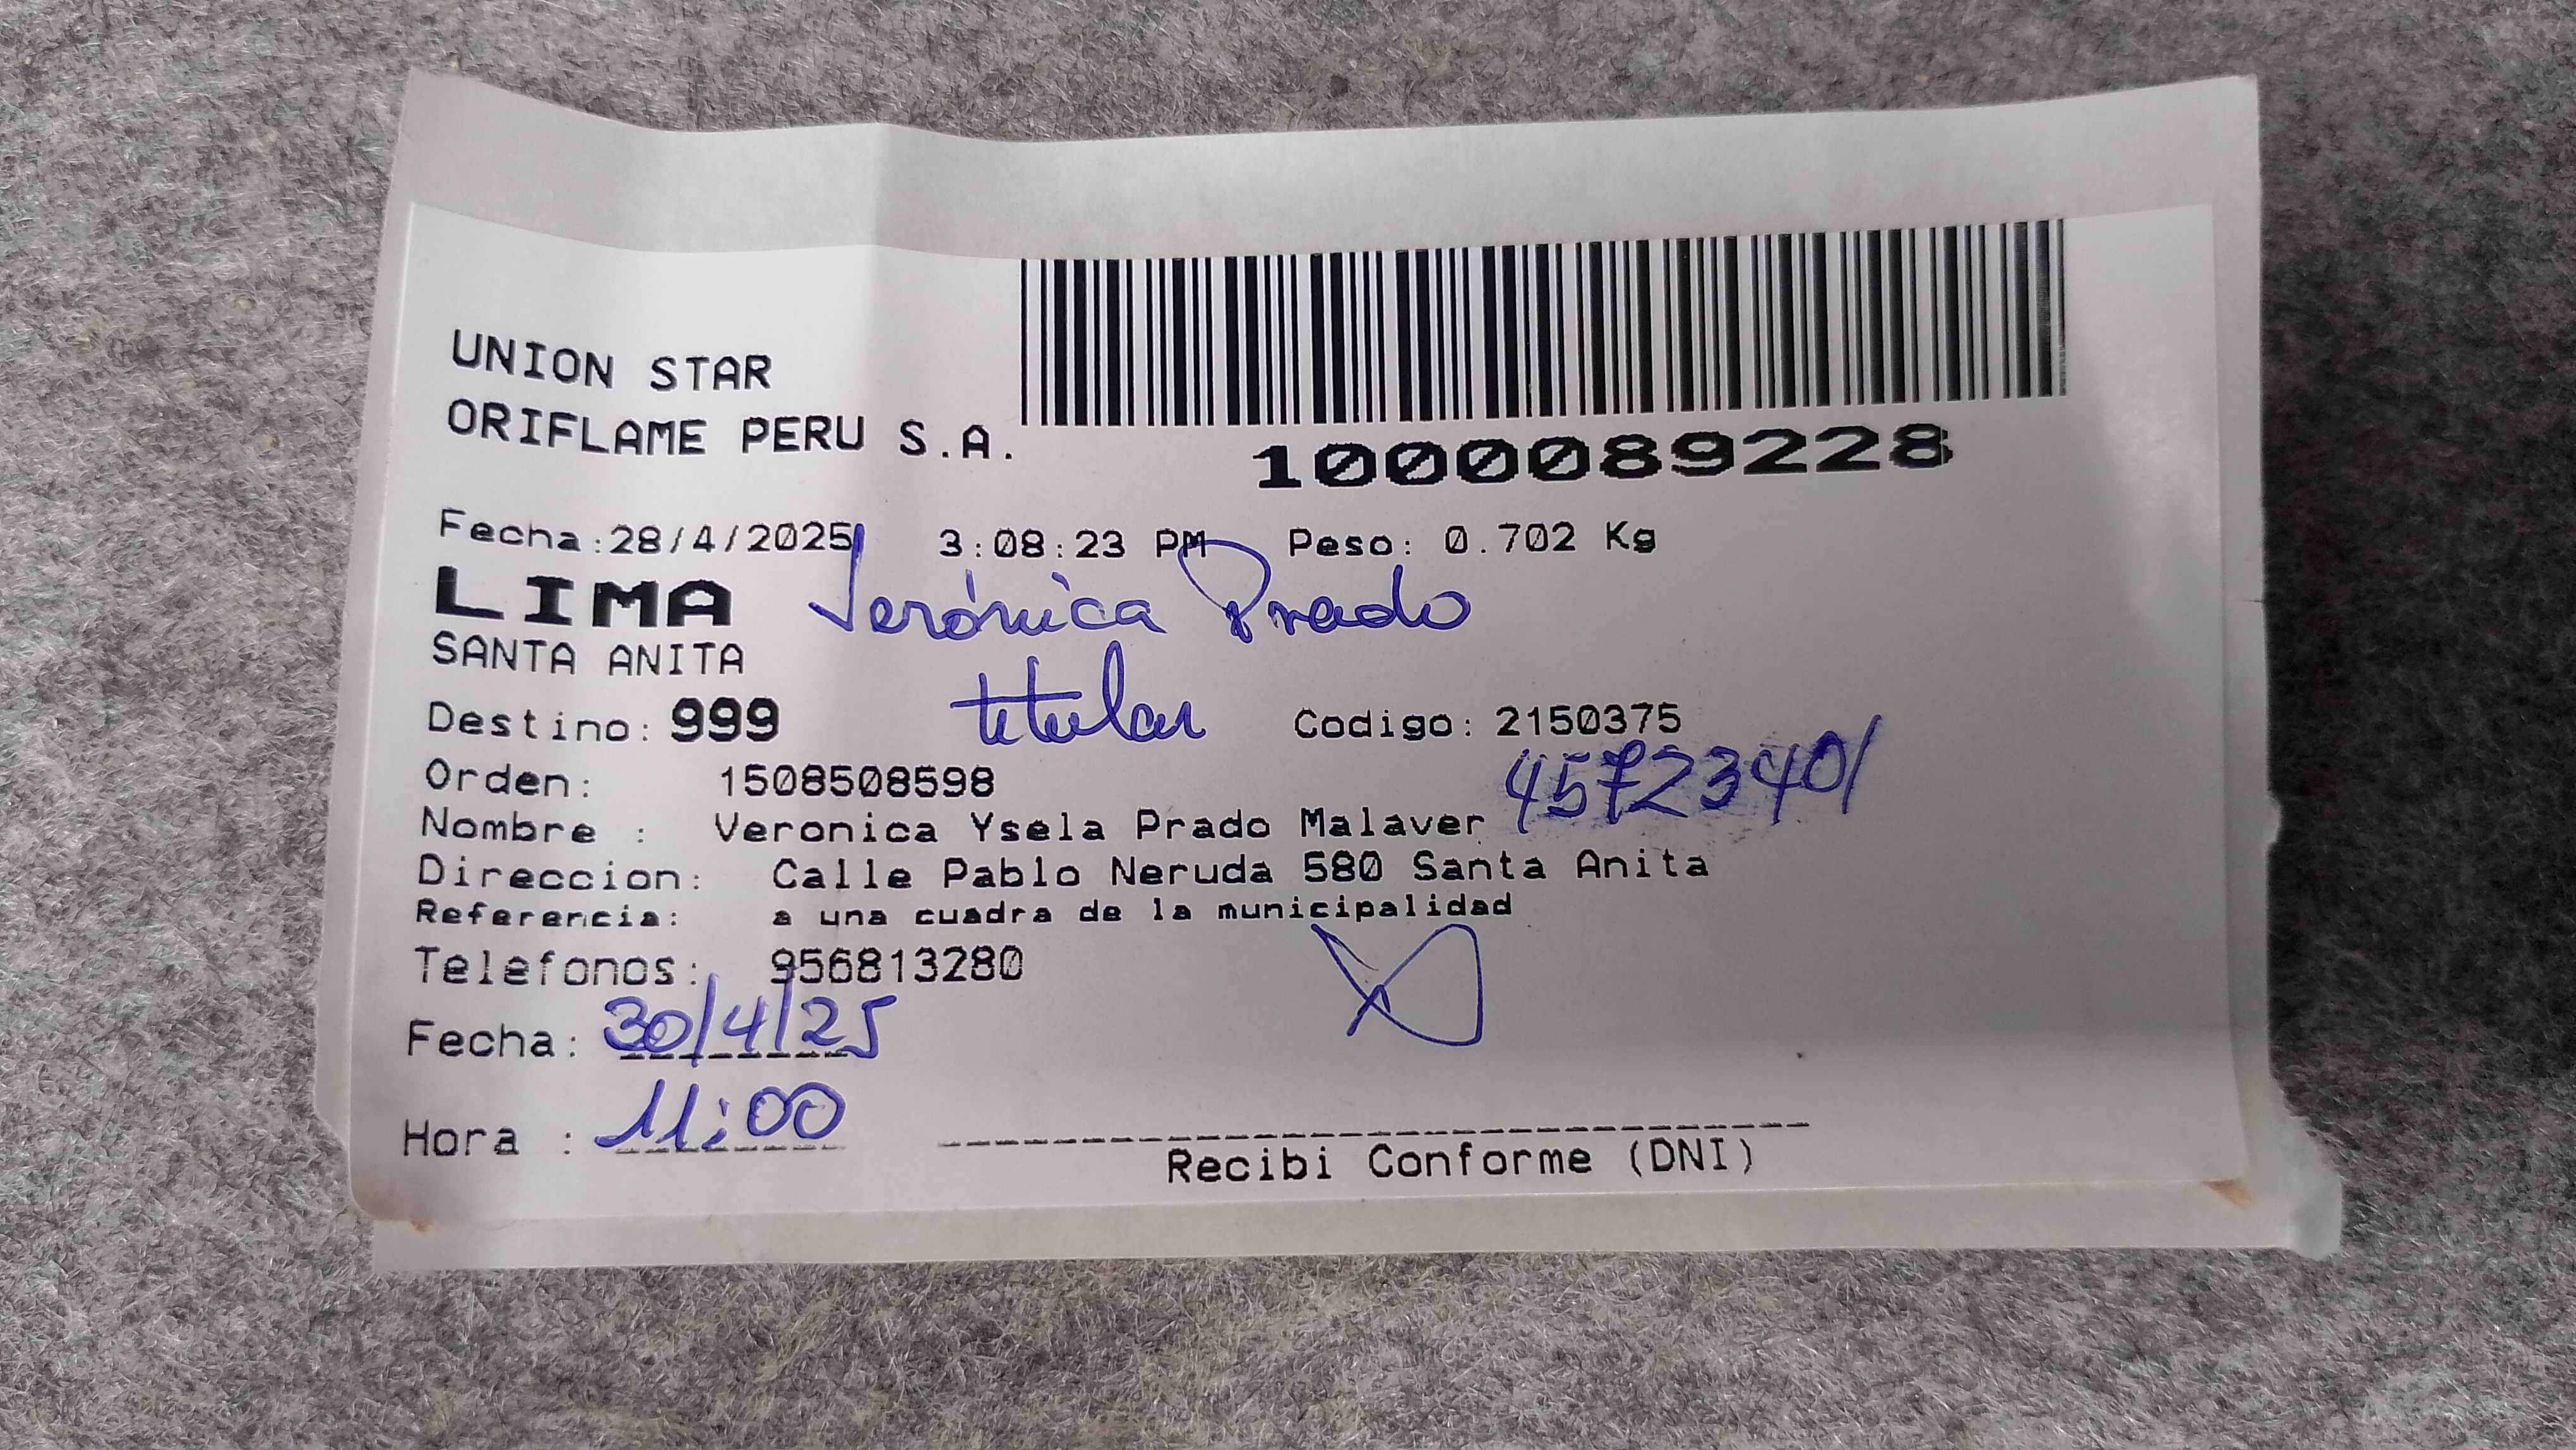 UNION STAR
ORIFLAME PERU S.A.
1000089228
Fecha:28/4/2025 3:08:23 PM Peso: 0.702 Kg
LIMA Verónica Prado
SANTA ANITA
titular
Destino: 999 Codigo: 2150375
Orden: 1508508598
45723401
Nombre : Veronica Ysela Prado Malaver
Direccion: Calle Pablo Neruda 580 Santa Anita
Referencia: a una cuadra de la municipalidad
Telefonos: 956813280
Fecha: 30/4/25
Hora : 11:00
Recibi Conforme (DNI)